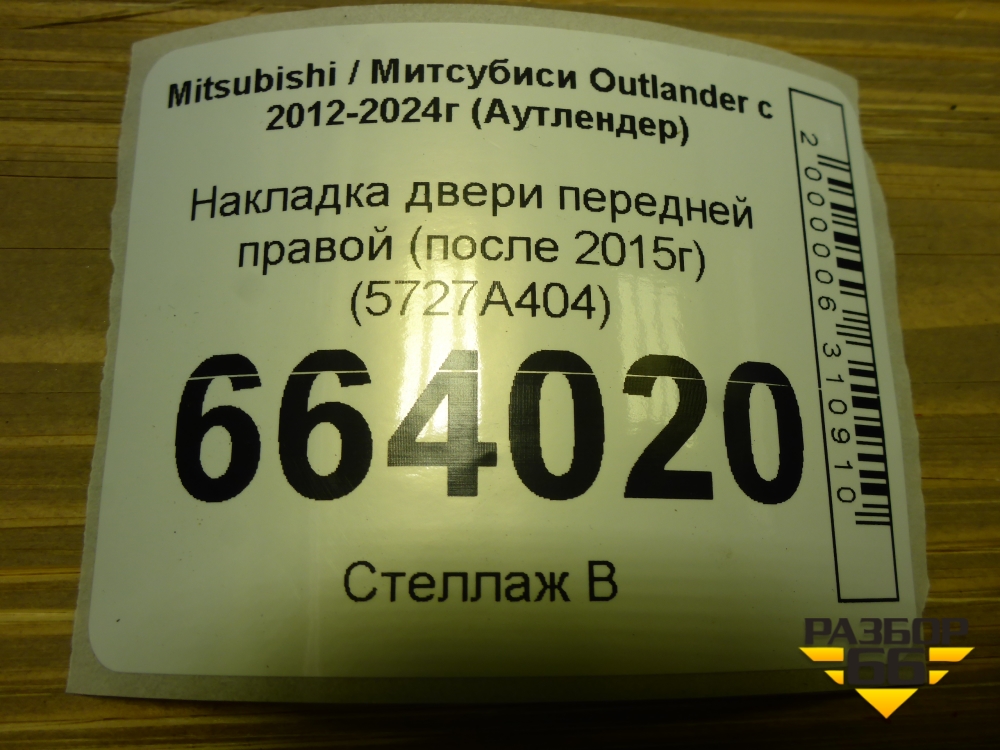 Mitsubishi / Митсубиси Outlander с
2012-2024г (Аутлендер)
Накладка двери передней
правой (после 2015г)
(5727A404)
664020
Стеллаж В
2000006310910
РАЗБОР
66